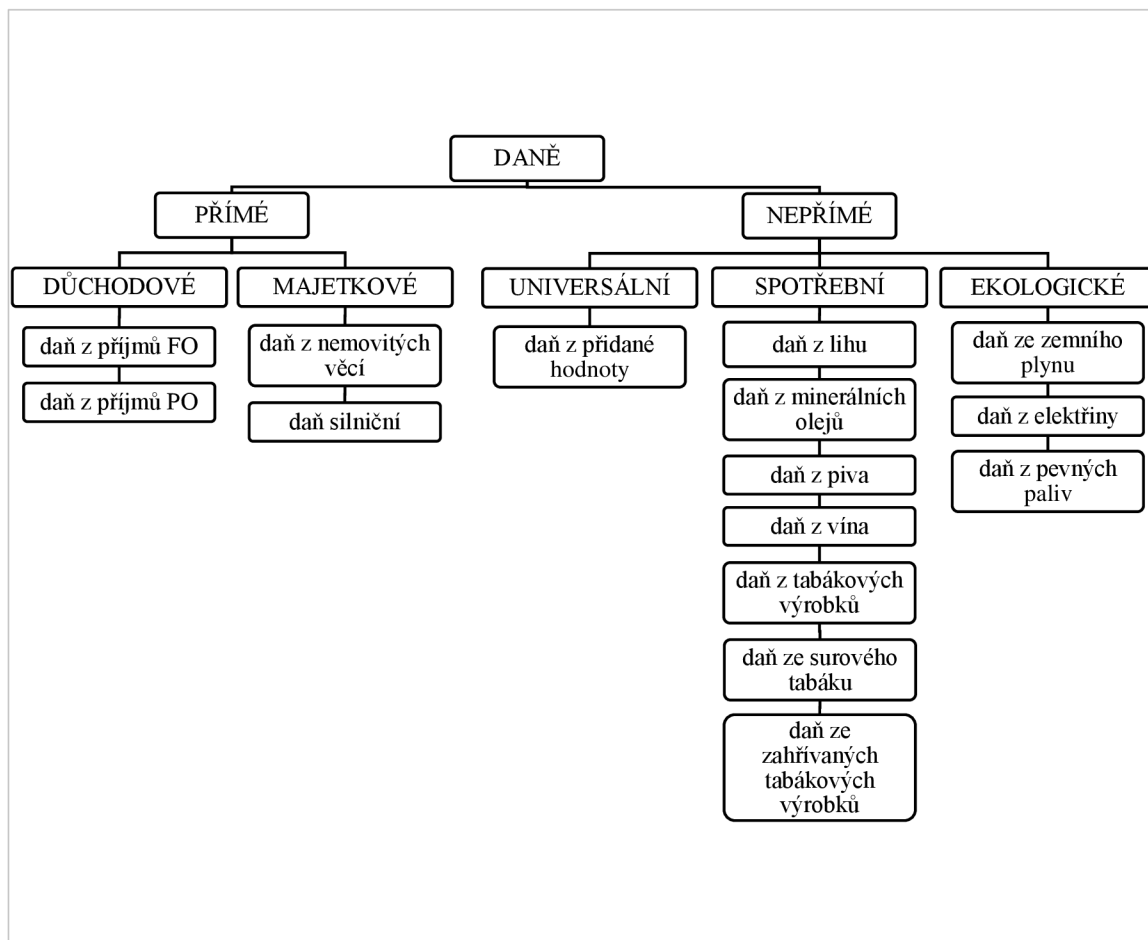 DANĚ
PŘÍMÉ
NEPŘÍMÉ
DŮCHODOVÉ
MAJETKOVÉ
UNIVERSÁLNÍ
SPOTŘEBNÍ
EKOLOGICKÉ
daň z příjmů FO
daň z příjmů PO
daň z nemovitých
věcí
daň silniční
daň z přidané
hodnoty
daň z lihu
daň z minerálních
olejů
daň z piva
daň z vína
daň z tabákových
výrobků
daň ze surového
tabáku
daň ze
zahřívaných
tabákových
výrobků
daň ze zemního
plynu
daň z elektřiny
daň z pevných
paliv